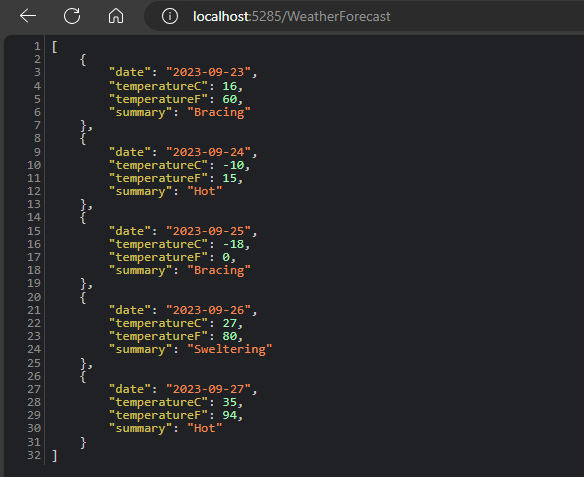 localhost:5285/WeatherForecast
1 [
2 {
3 "date": "2023-09-23",
4 "temperatureC": 16,
5 "temperatureF": 60,
6 "summary": "Bracing"
7 },
8 {
9 "date": "2023-09-24",
10 "temperatureC": -10,
11 "temperatureF": 15,
12 "summary": "Hot"
13 },
14 {
15 "date": "2023-09-25",
16 "temperatureC": -18,
17 "temperatureF": 0,
18 "summary": "Bracing"
19 },
20 {
21 "date": "2023-09-26",
22 "temperatureC": 27,
23 "temperatureF": 80,
24 "summary": "Sweltering"
25 },
26 {
27 "date": "2023-09-27",
28 "temperatureC": 35,
29 "temperatureF": 94,
30 "summary": "Hot"
31 }
32 ]